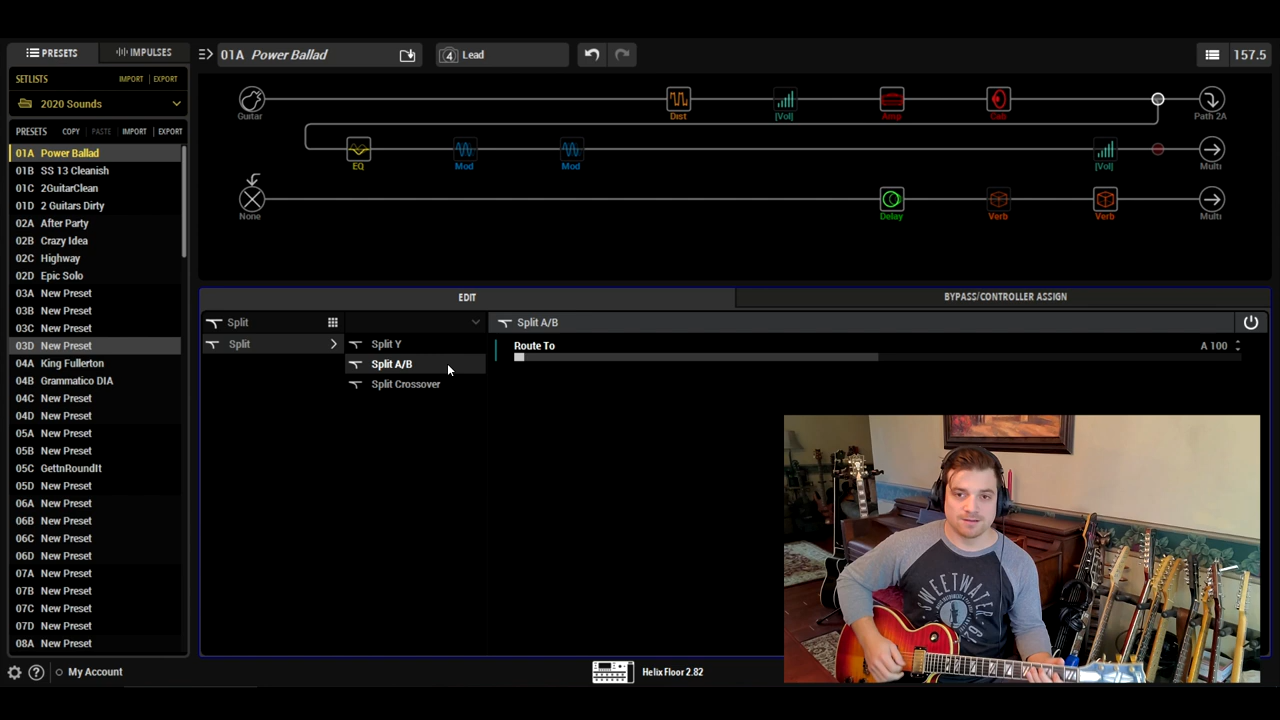 PRESETS
IMPULSES
SETLISTS
IMPORT | EXPORT
2020 Sounds
PRESETS COPY PASTE IMPORT EXPORT
01A Power Ballad
01B SS 13 Cleanish
01C 2GuitarClean
01D 2 Guitars Dirty
02A After Party
02B Crazy Idea
02C Highway
02D Epic Solo
03A New Preset
03B New Preset
03C New Preset
03D New Preset
04A King Fullerton
04B Grammatico DIA
04C New Preset
04D New Preset
05A New Preset
05B New Preset
05C GettnRoundIt
05D New Preset
06A New Preset
06B New Preset
06C New Preset
06D New Preset
07A New Preset
07B New Preset
07C New Preset
07D New Preset
08A New Preset
My Account
01A Power Ballad
4 Lead
157.5
Guitar
Dist
[Vol]
Amp
Cab
Path 2A
EQ
Mod
Mod
[Vol]
Multi
None
Delay
Verb
Verb
Multi
EDIT
BYPASS/CONTROLLER ASSIGN
Split
Split
Split Y
Split A/B
Split Crossover
Split A/B
Route To
A 100
Helix Floor 2.82
SWEETWATER